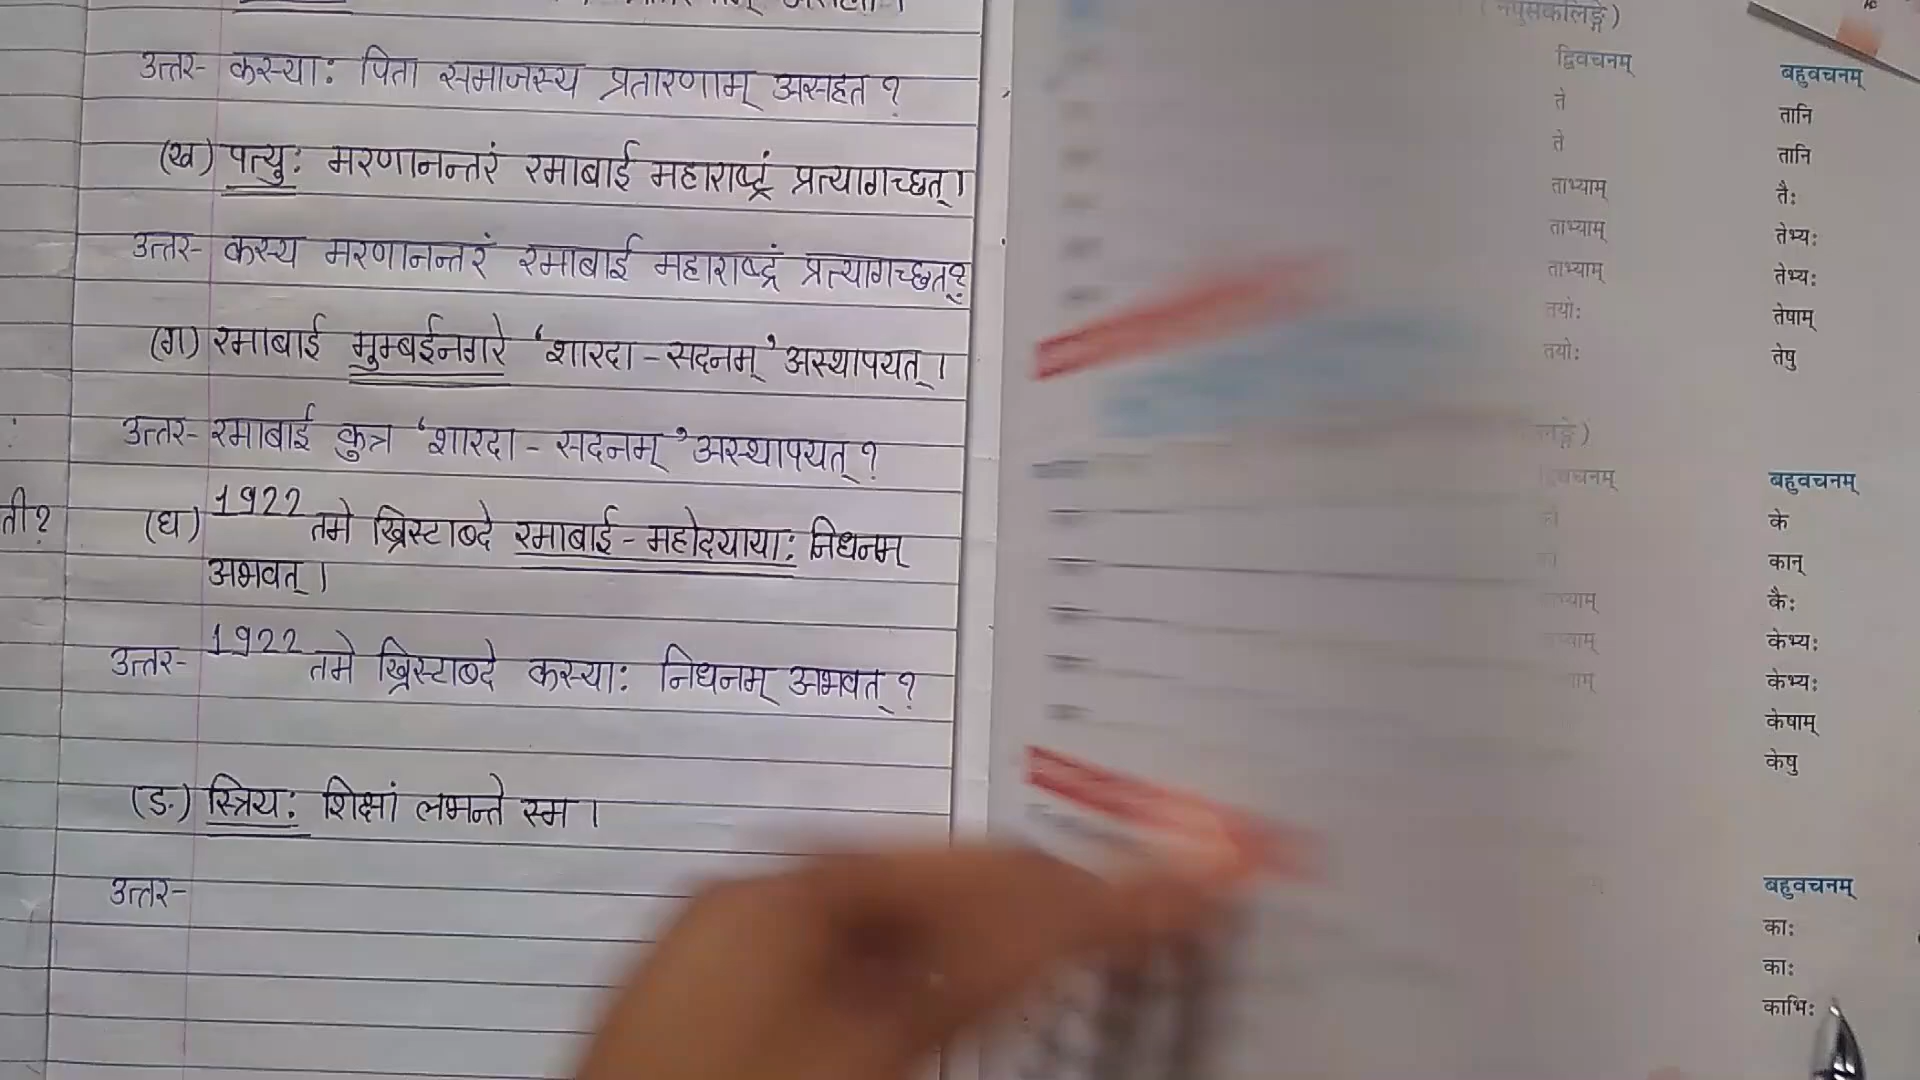 उत्तर- कस्याः पिता समाजस्य प्रतारणाम् असहत ?
(ख) पत्युः मरणानन्तरं रमाबाई महाराष्ट्रं प्रत्यागच्छत्।
उत्तर- कस्य मरणानन्तरं रमाबाई महाराष्ट्रं प्रत्यागच्छत्?
(ग) रमाबाई मुम्बईनगरे 'शारदा-सदनम्' अस्थापयत्।
उत्तर- रमाबाई कुत्र 'शारदा-सदनम्' अस्थापयत् ?
ती?
(घ) 1922 तमे ख्रिस्टाब्दे रमाबाई-महोदयायाः निधनम्
अभवत्।
उत्तर- 1922 तमे ख्रिस्टाब्दे कस्याः निधनम् अभवत् ?
(ङ) स्त्रियः शिक्षां लभन्ते स्म।
उत्तर-
द्विवचनम् बहुवचनम्
ते तानि
ते तानि
ताभ्याम् तैः
ताभ्याम् तेभ्यः
ताभ्याम् तेभ्यः
तयोः तेषाम्
तयोः तेषु
बहुवचनम्
के
कान्
कैः
केभ्यः
केभ्यः
केषाम्
केषु
बहुवचनम्
काः
काः
काभिः